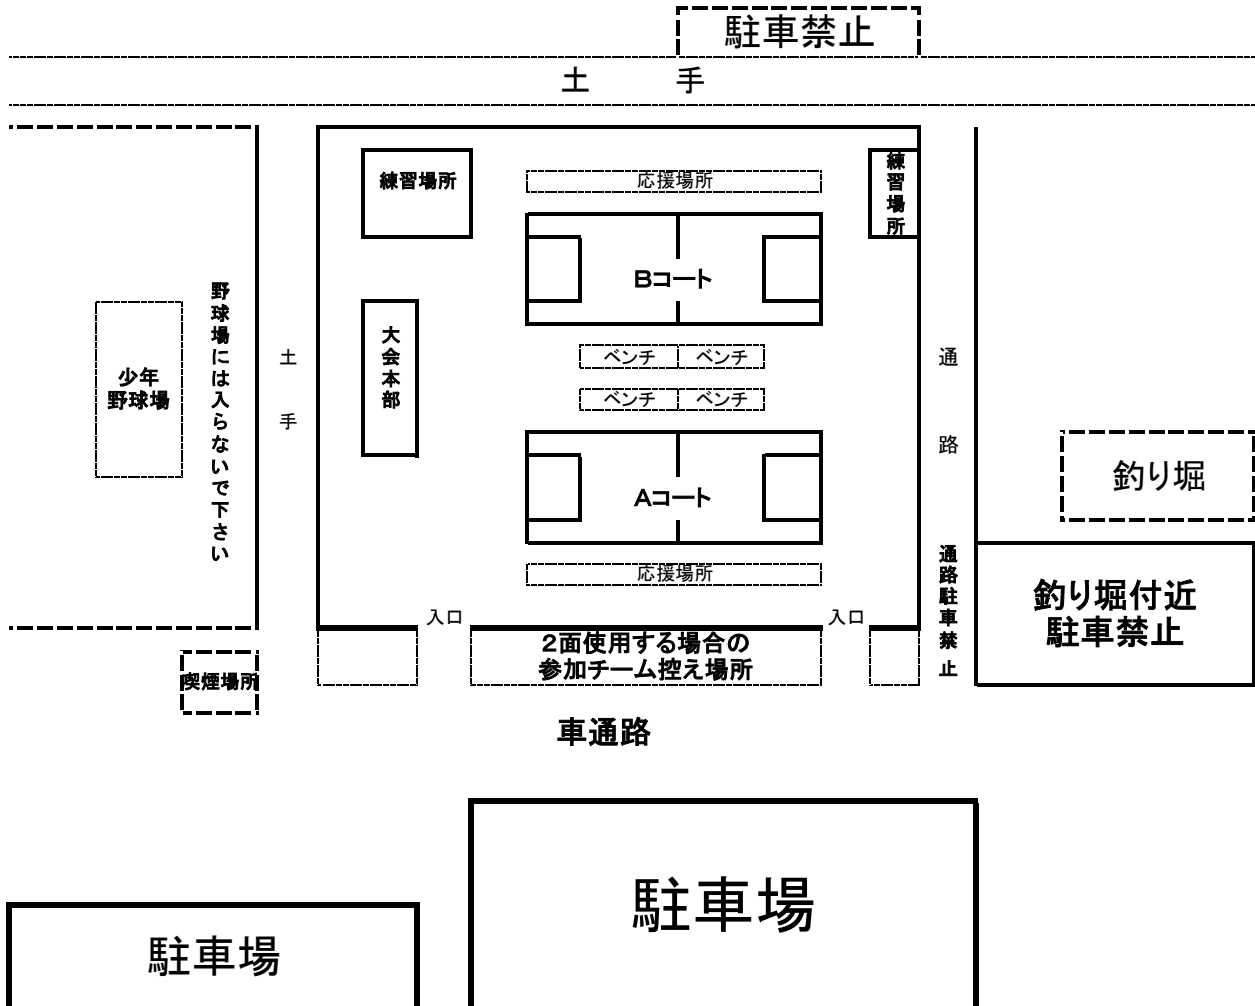 駐車禁止
土 手
練習場所
応援場所
練習場所
Bコート
野球場には入らないで下さい
少年
野球場
土手
大会本部
ベンチ ベンチ
ベンチ ベンチ
通路
Aコート
釣り堀
応援場所
通路駐車禁止
釣り堀付近
駐車禁止
入口
入口
2面使用する場合の
参加チーム控え場所
喫煙場所
車通路
駐車場
駐車場